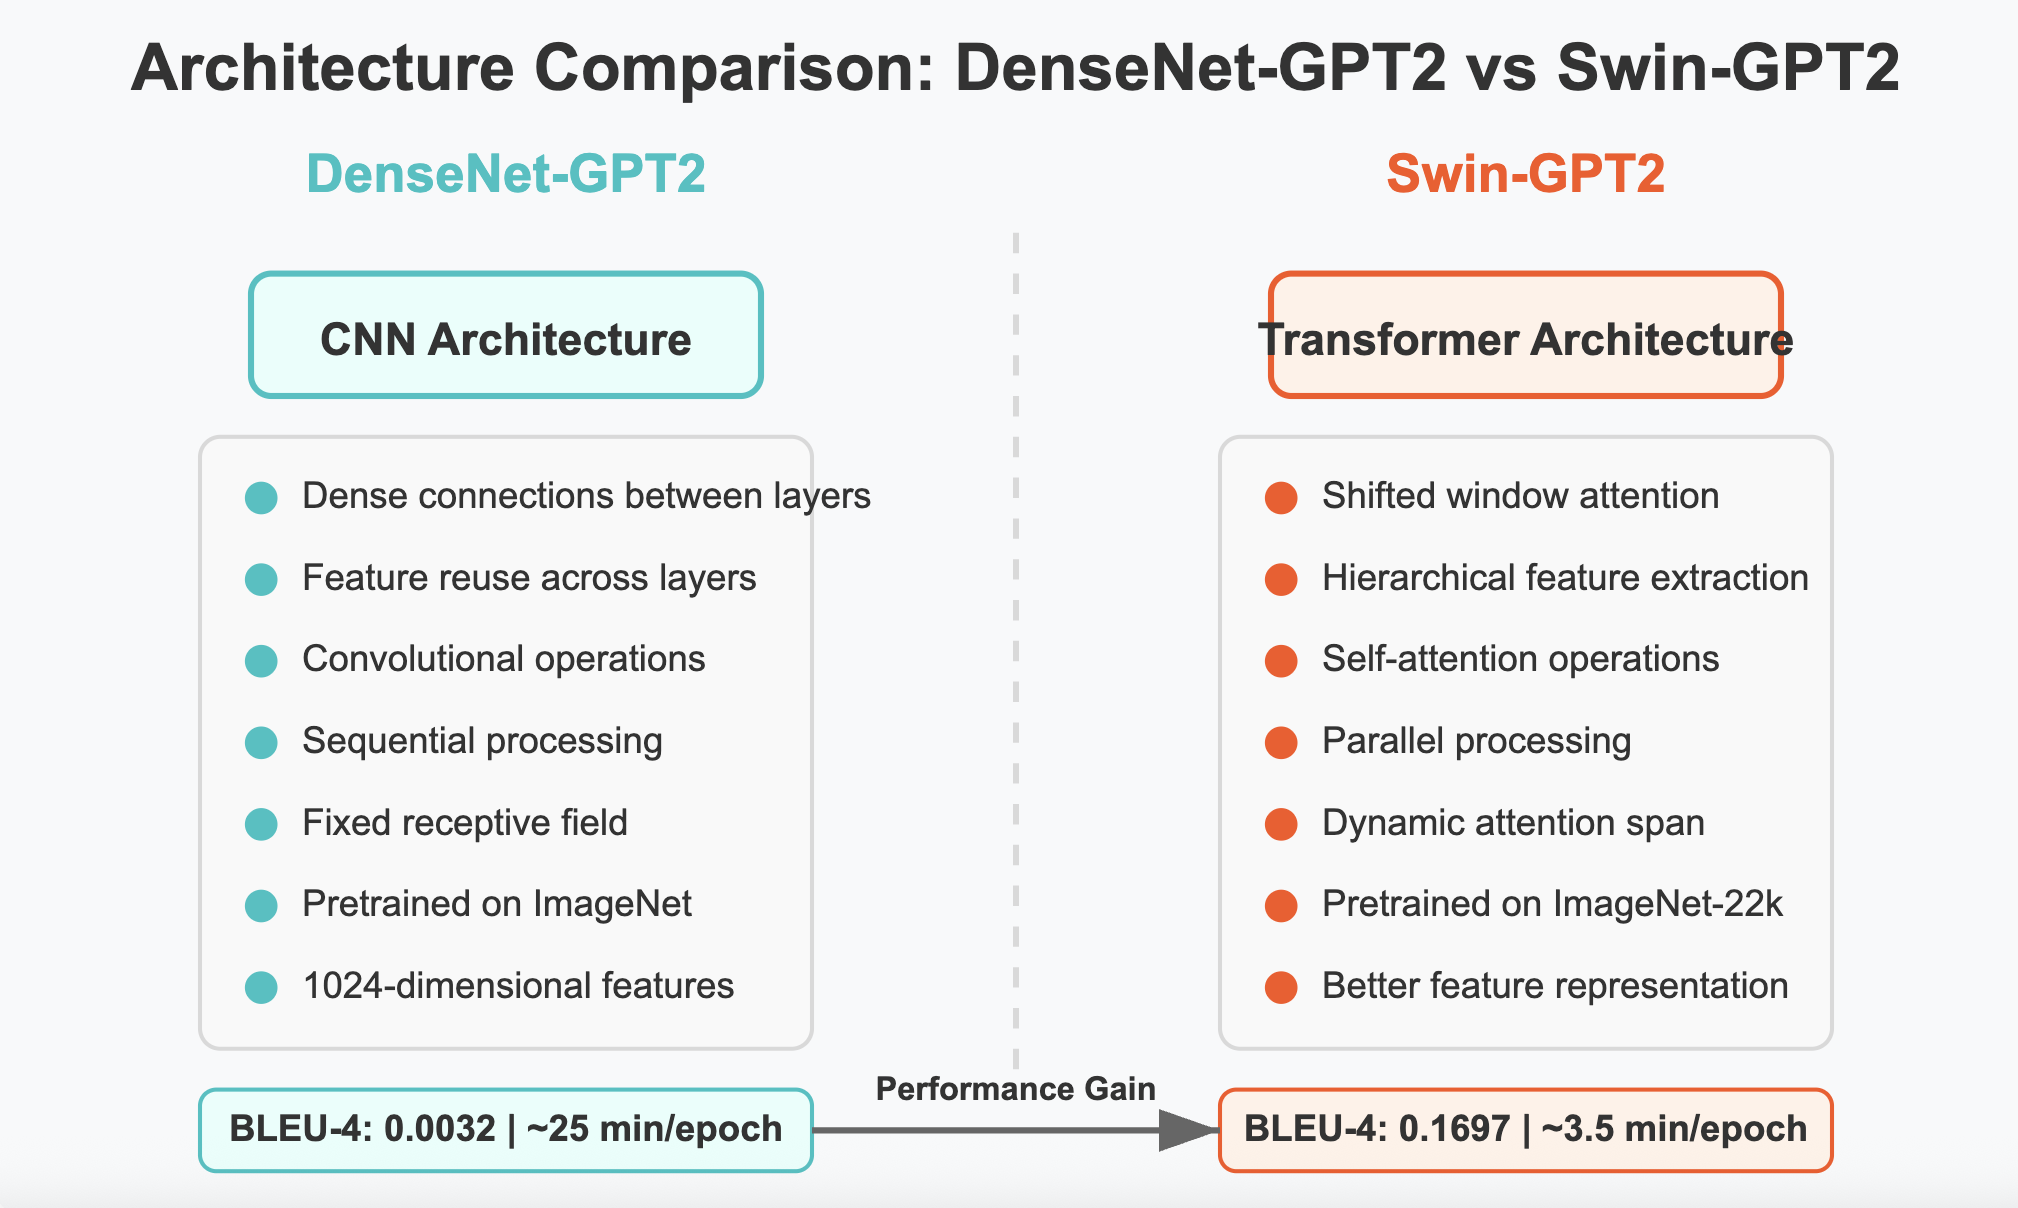 Architecture Comparison: DenseNet-GPT2 vs Swin-GPT2
DenseNet-GPT2
CNN Architecture
Dense connections between layers
Feature reuse across layers
Convolutional operations
Sequential processing
Fixed receptive field
Pretrained on ImageNet
1024-dimensional features
BLEU-4: 0.0032 | ~25 min/epoch
Performance Gain
Swin-GPT2
Transformer Architecture
Shifted window attention
Hierarchical feature extraction
Self-attention operations
Parallel processing
Dynamic attention span
Pretrained on ImageNet-22k
Better feature representation
BLEU-4: 0.1697 | ~3.5 min/epoch